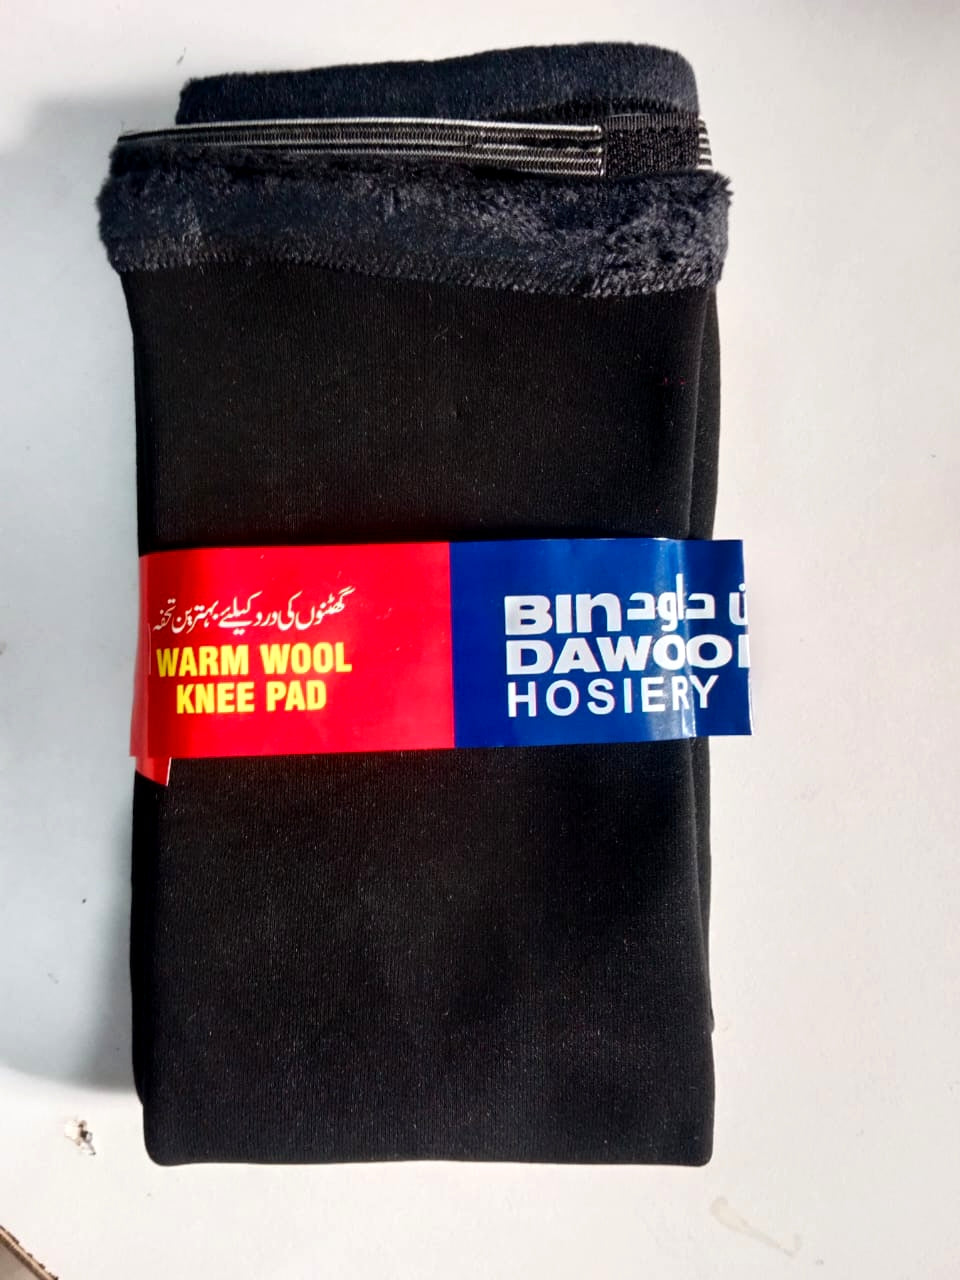 گھٹنوں کی درد کیلئے بہترین تحفہ
WARM WOOL
KNEE PAD
BIN داود ن
DAWOO
HOSIERY